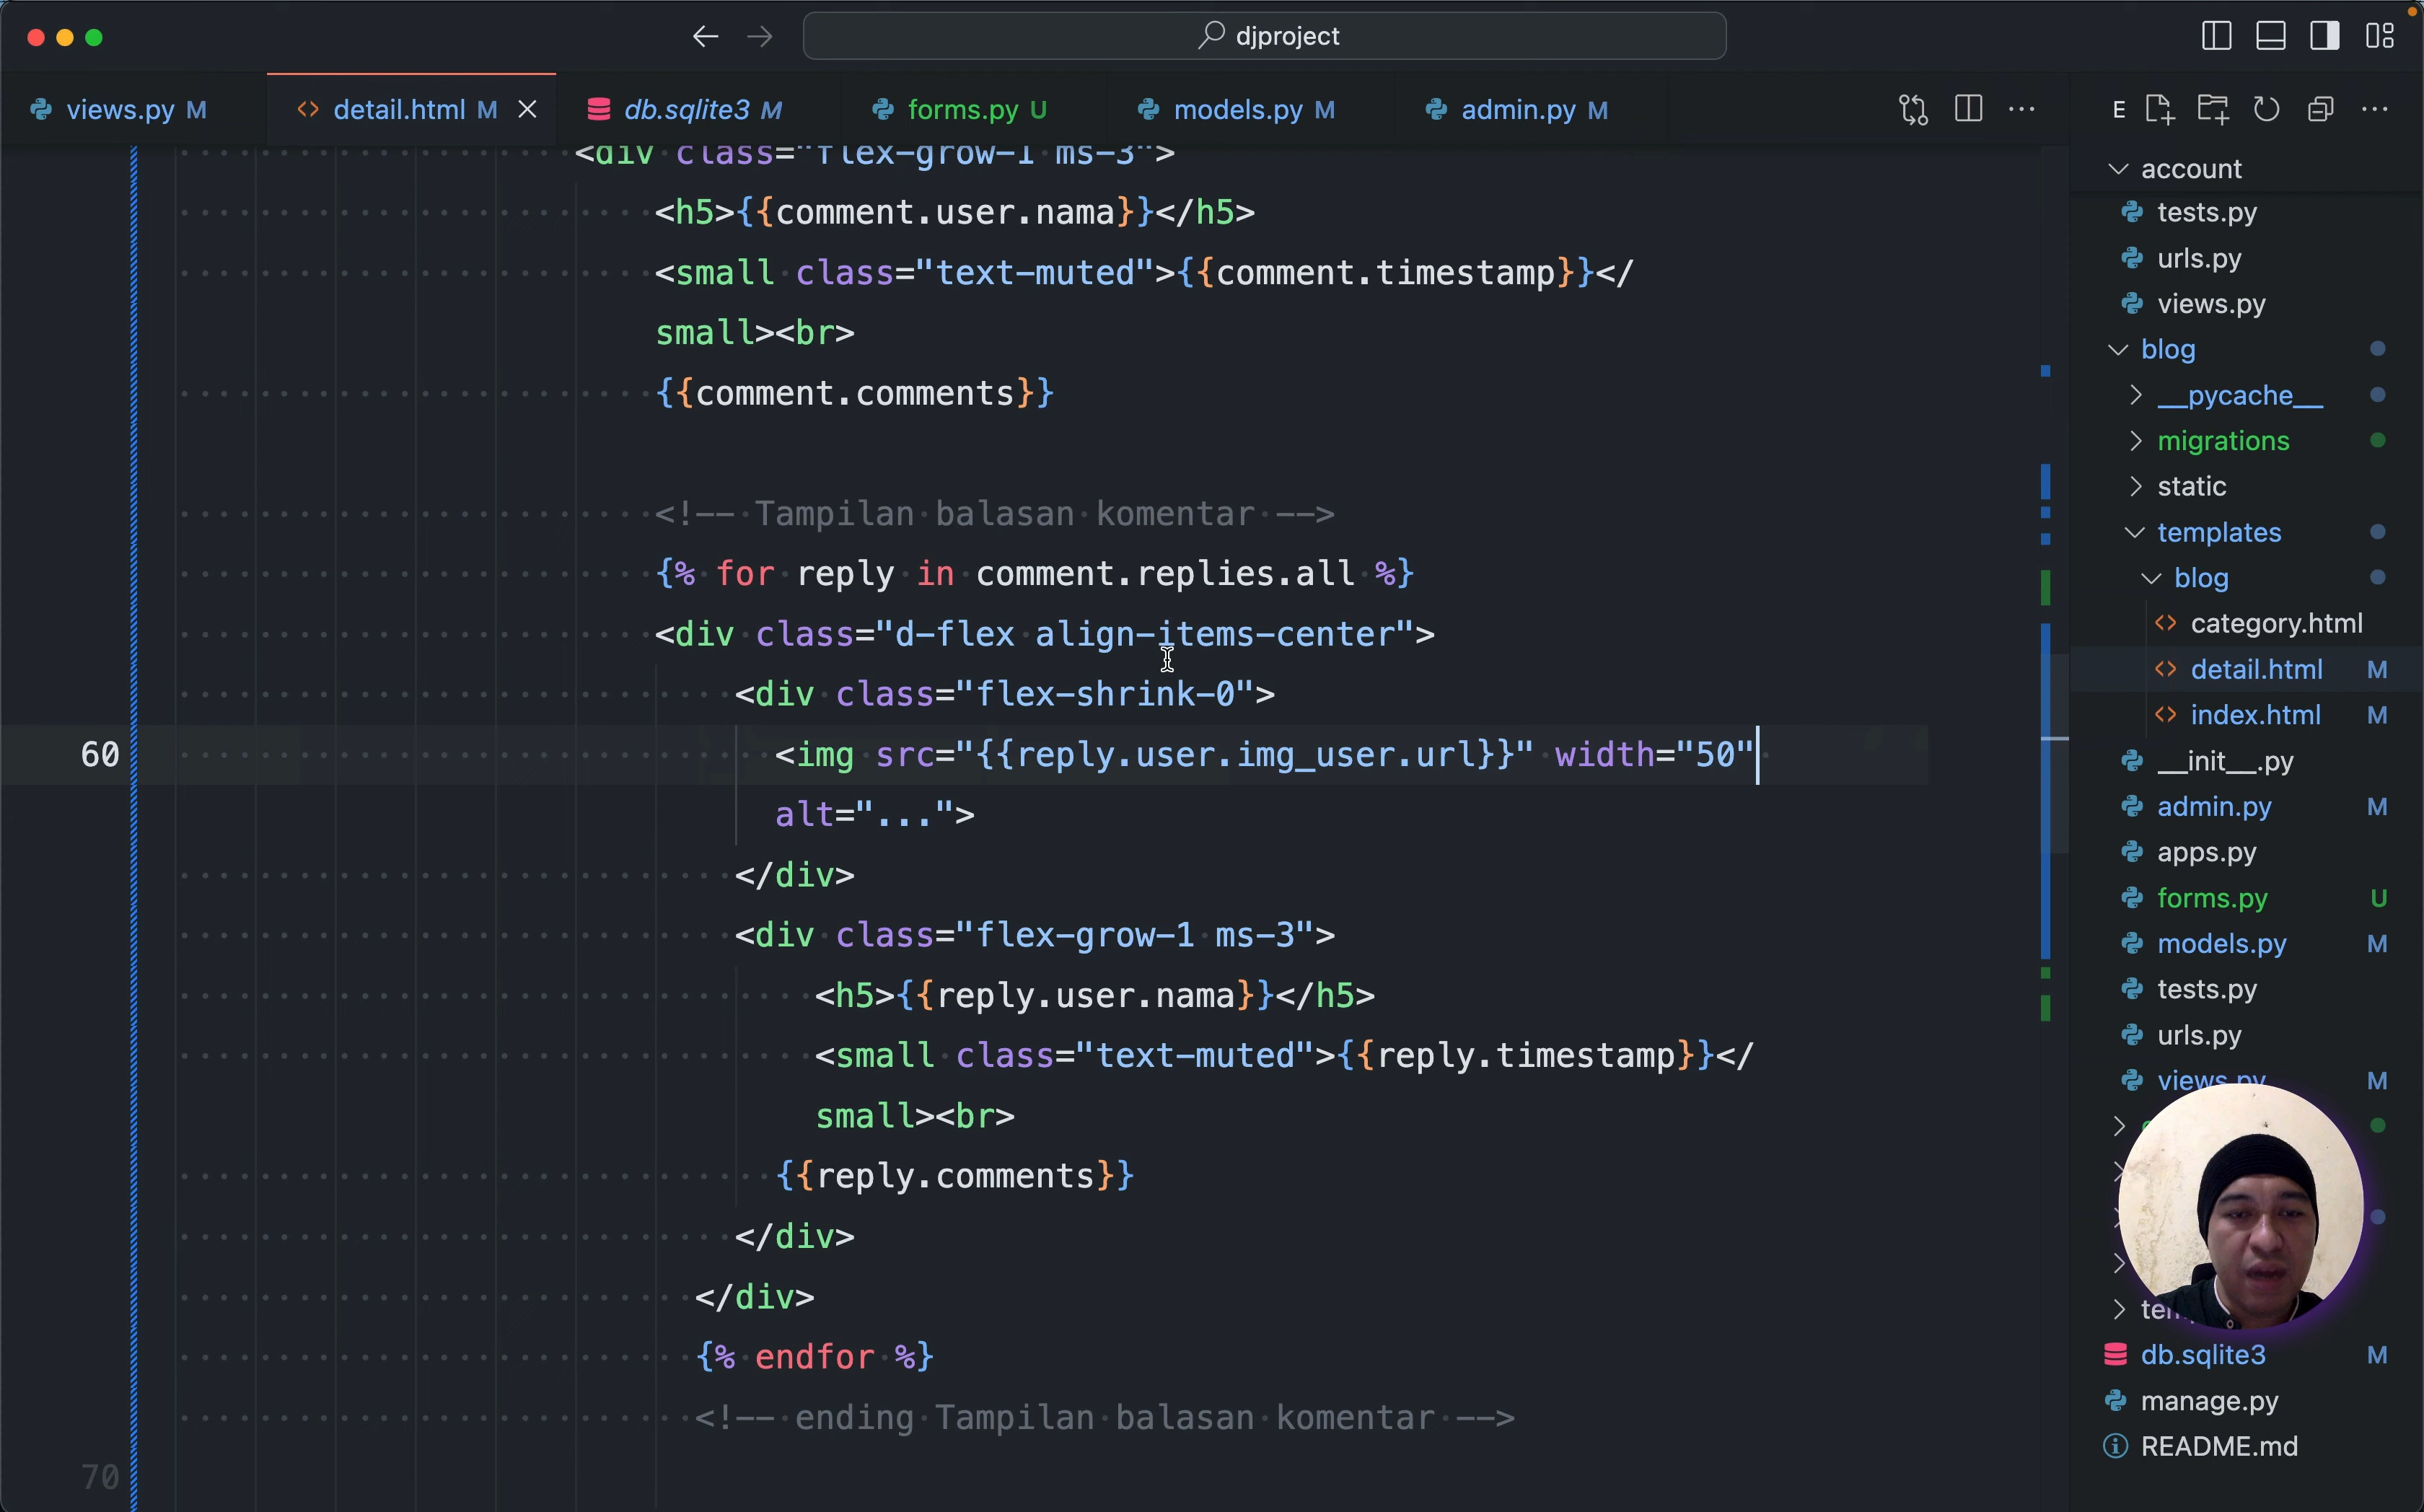 djproject
views.py M
detail.html M
db.sqlite3 M
forms.py U
models.py M
admin.py M
E
<div class="flex-grow-1 ms-3">
<h5>{{comment.user.nama}}</h5>
<small class="text-muted">{{comment.timestamp}}</
small><br>
{{comment.comments}}
<!-- Tampilan balasan komentar -->
{% for reply in comment.replies.all %}
<div class="d-flex align-items-center">
<div class="flex-shrink-0">
60 <img src="{{reply.user.img_user.url}}" width="50"
alt="...">
</div>
<div class="flex-grow-1 ms-3">
<h5>{{reply.user.nama}}</h5>
<small class="text-muted">{{reply.timestamp}}</
small><br>
{{reply.comments}}
</div>
</div>
{% endfor %}
<!-- ending Tampilan balasan komentar -->
70
account
tests.py
urls.py
views.py
blog
__pycache__
migrations
static
templates
blog
category.html
detail.html M
index.html M
__init__.py
admin.py M
apps.py
forms.py U
models.py M
tests.py
urls.py
views.py M
db.sqlite3 M
manage.py
README.md